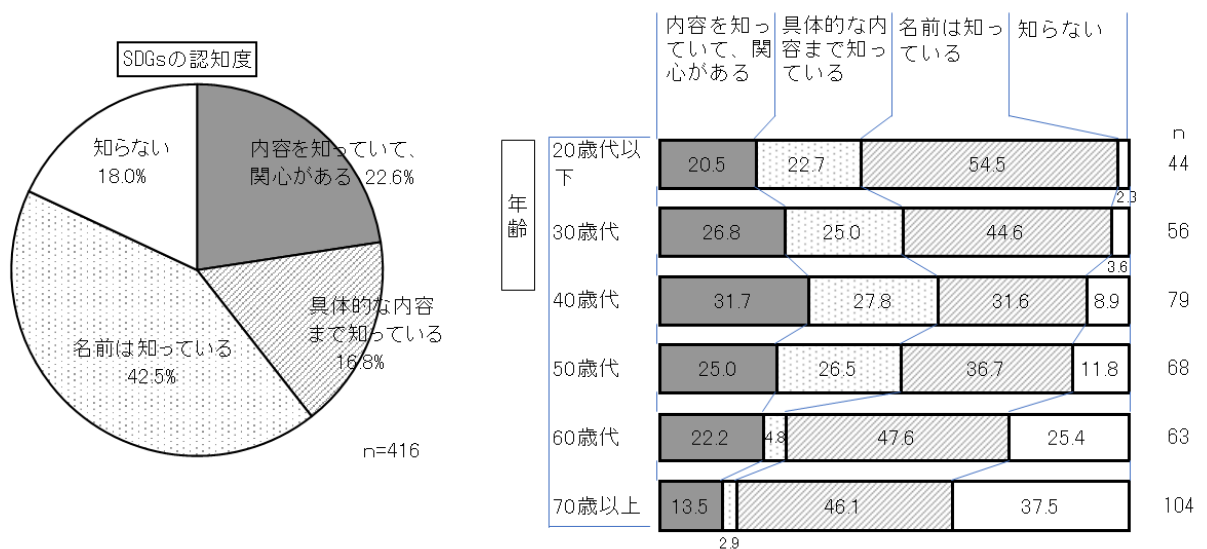 SDGsの認知度
知らない
18.0%
内容を知っていて、
関心がある 22.6%
具体的な内容
まで知っている
16.8%
名前は知っている
42.5%
n=416
内容を知っ
ていて、関
心がある
具体的な内
容まで知っ
ている
名前は知っ
ている
知らない
n
年
齢
20歳代以
下
20.5 22.7 54.5 2.3 44
30歳代 26.8 25.0 44.6 3.6 56
40歳代 31.7 27.8 31.6 8.9 79
50歳代 25.0 26.5 36.7 11.8 68
60歳代 22.2 4.8 47.6 25.4 63
70歳以上 13.5 2.9 46.1 37.5 104